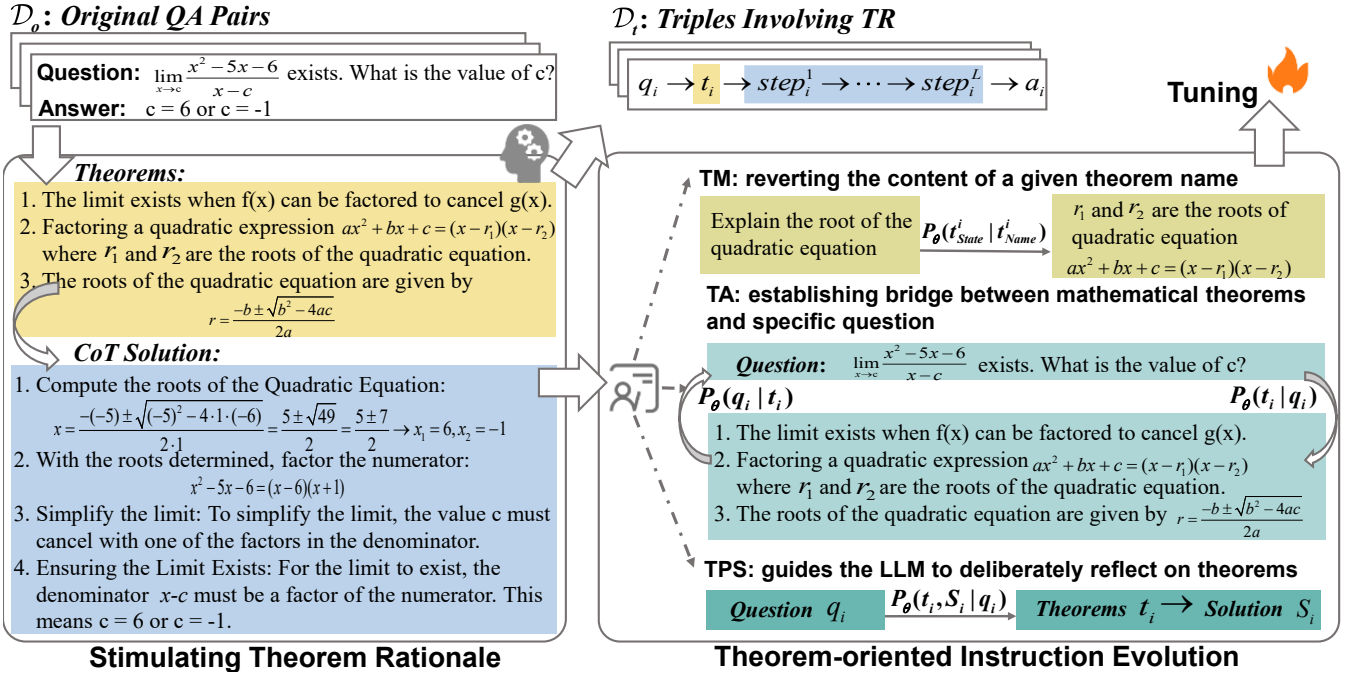 𝒟ₒ: Original QA Pairs
Question: lim x→c (x² − 5x − 6)/(x − c) exists. What is the value of c?
Answer: c = 6 or c = -1
Theorems:
1. The limit exists when f(x) can be factored to cancel g(x).
2. Factoring a quadratic expression ax² + bx + c = (x − r₁)(x − r₂)
where r₁ and r₂ are the roots of the quadratic equation.
3. The roots of the quadratic equation are given by
r = (−b ± √(b² − 4ac))/2a
CoT Solution:
1. Compute the roots of the Quadratic Equation:
x = (−(−5) ± √((−5)² − 4·1·(−6)))/(2·1) = (5 ± √49)/2 = (5 ± 7)/2 → x₁ = 6, x₂ = −1
2. With the roots determined, factor the numerator:
x² − 5x − 6 = (x − 6)(x + 1)
3. Simplify the limit: To simplify the limit, the value c must
cancel with one of the factors in the denominator.
4. Ensuring the Limit Exists: For the limit to exist, the
denominator x-c must be a factor of the numerator. This
means c = 6 or c = -1.
Stimulating Theorem Rationale
𝒟ₜ: Triples Involving TR
qᵢ → tᵢ → stepᵢ¹ → ⋯ → stepᵢᴸ → aᵢ
Tuning
TM: reverting the content of a given theorem name
Explain the root of the
quadratic equation
P_θ(tⁱ_State | tⁱ_Name)
r₁ and r₂ are the roots of
quadratic equation
ax² + bx + c = (x − r₁)(x − r₂)
TA: establishing bridge between mathematical theorems
and specific question
Question: lim x→c (x² − 5x − 6)/(x − c) exists. What is the value of c?
P_θ(qᵢ | tᵢ)
P_θ(tᵢ | qᵢ)
1. The limit exists when f(x) can be factored to cancel g(x).
2. Factoring a quadratic expression ax² + bx + c = (x − r₁)(x − r₂)
where r₁ and r₂ are the roots of the quadratic equation.
3. The roots of the quadratic equation are given by r = (−b ± √(b² − 4ac))/2a
TPS: guides the LLM to deliberately reflect on theorems
Question qᵢ
P_θ(tᵢ, Sᵢ | qᵢ)
Theorems tᵢ → Solution Sᵢ
Theorem-oriented Instruction Evolution